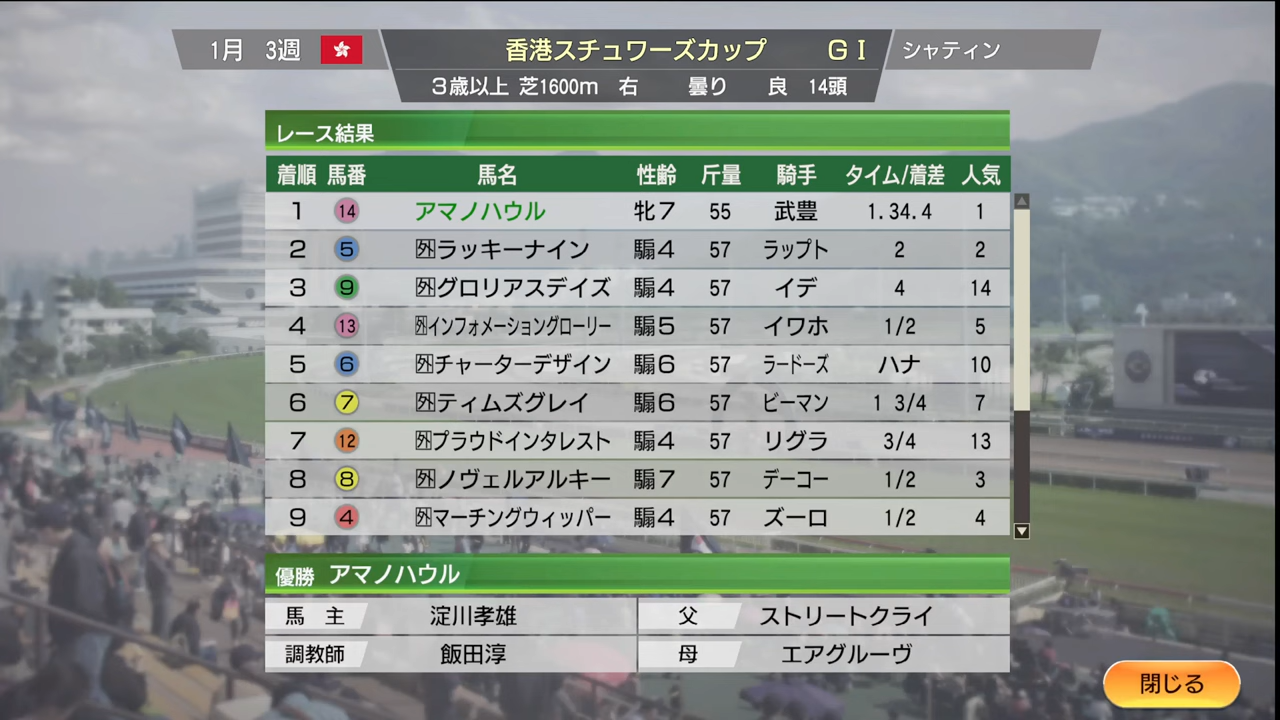 1月 3週 香港スチュワーズカップ GⅠ シャティン
3歳以上 芝1600m 右 曇り 良 14頭
レース結果
着順 馬番 馬名 性齢 斤量 騎手 タイム/着差 人気
1 14 アマノハウル 牝7 55 武豊 1.34.4 1
2 5 外ラッキーナイン 騸4 57 ラップト 2 2
3 9 外グロリアスデイズ 騸4 57 イデ 4 14
4 13 外インフォメーショングローリー 騸5 57 イワホ 1/2 5
5 6 外チャーターデザイン 騸6 57 ラードーズ ハナ 10
6 7 外ティムズグレイ 騸6 57 ビーマン 1 3/4 7
7 12 外プラウドインタレスト 騸4 57 リグラ 3/4 13
8 8 外ノヴェルアルキー 騸7 57 デーコー 1/2 3
9 4 外マーチングウィッパー 騸4 57 ズーロ 1/2 4
優勝 アマノハウル
馬主 淀川孝雄 父 ストリートクライ
調教師 飯田淳 母 エアグルーヴ
閉じる